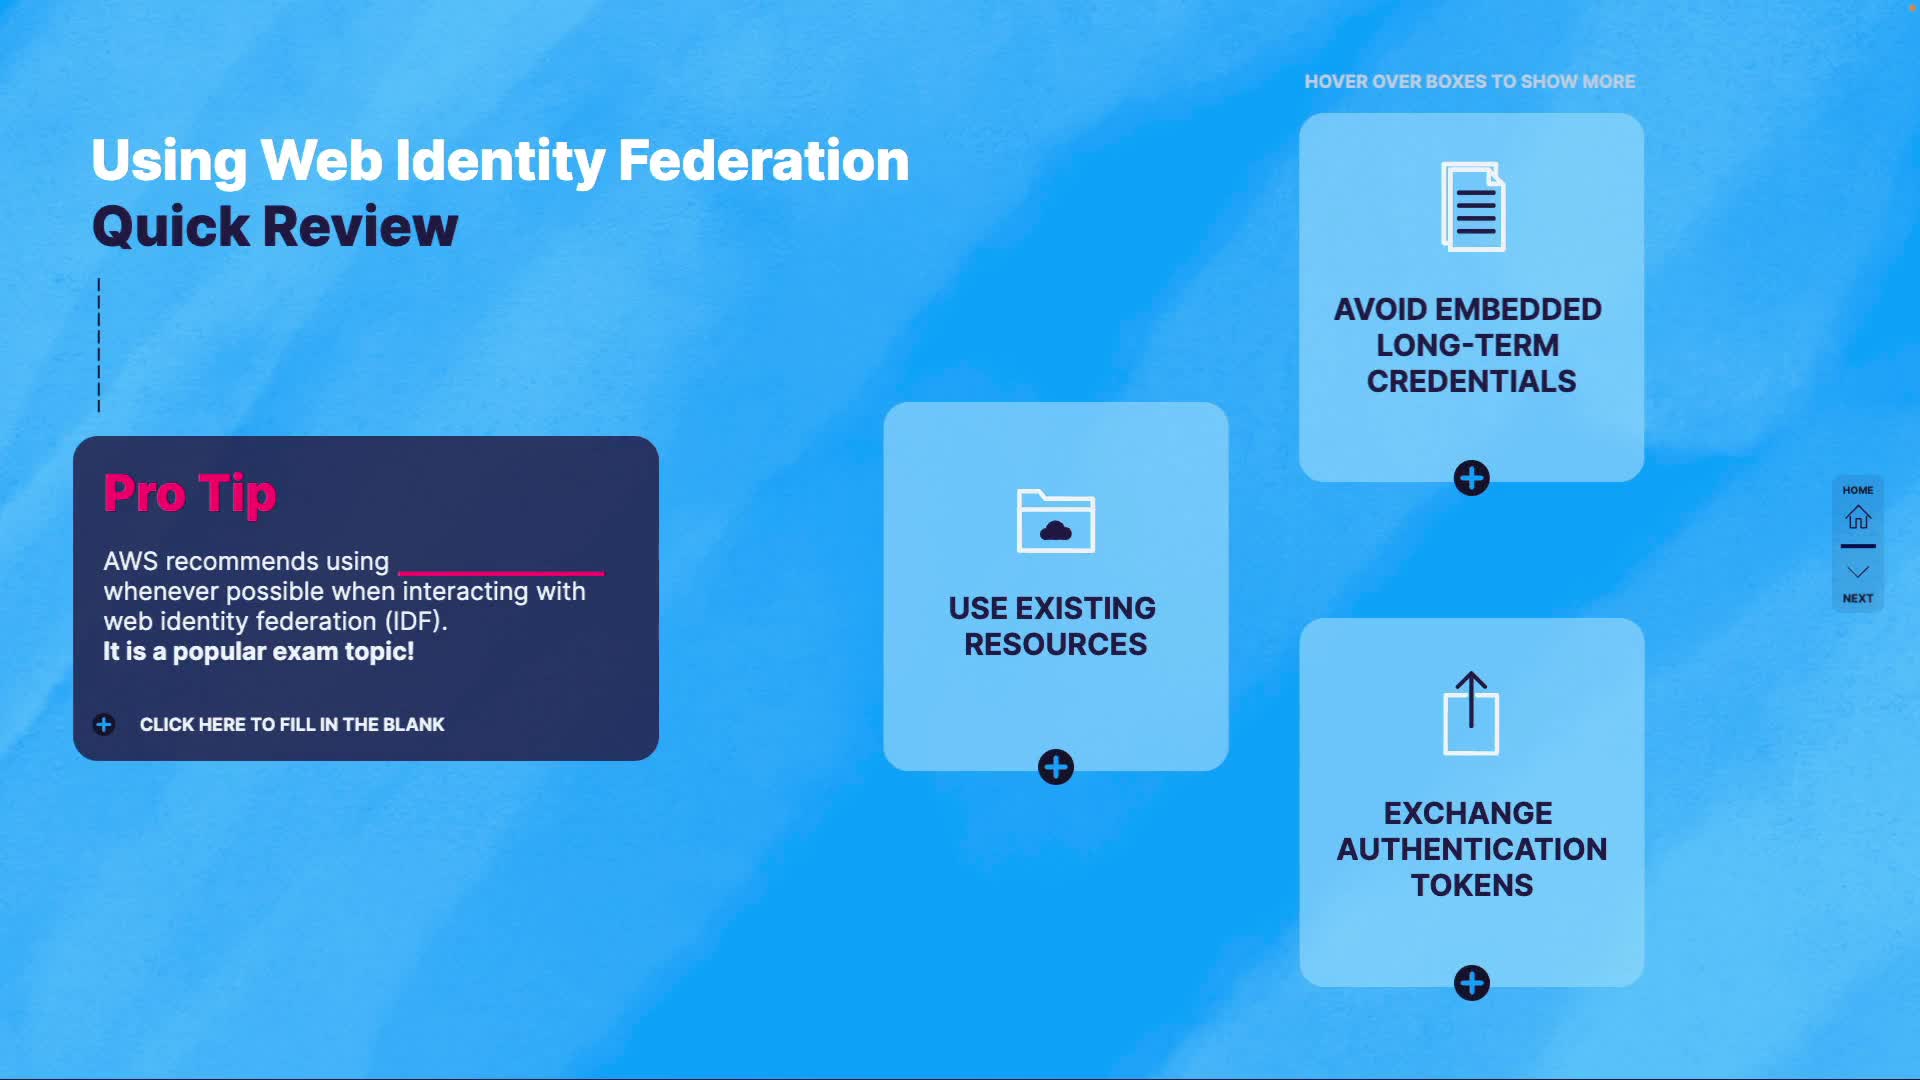 Using Web Identity Federation
Quick Review
Pro Tip
AWS recommends using
whenever possible when interacting with
web identity federation (IDF).
It is a popular exam topic!
CLICK HERE TO FILL IN THE BLANK
HOVER OVER BOXES TO SHOW MORE
USE EXISTING
RESOURCES
AVOID EMBEDDED
LONG-TERM
CREDENTIALS
EXCHANGE
AUTHENTICATION
TOKENS
HOME
NEXT